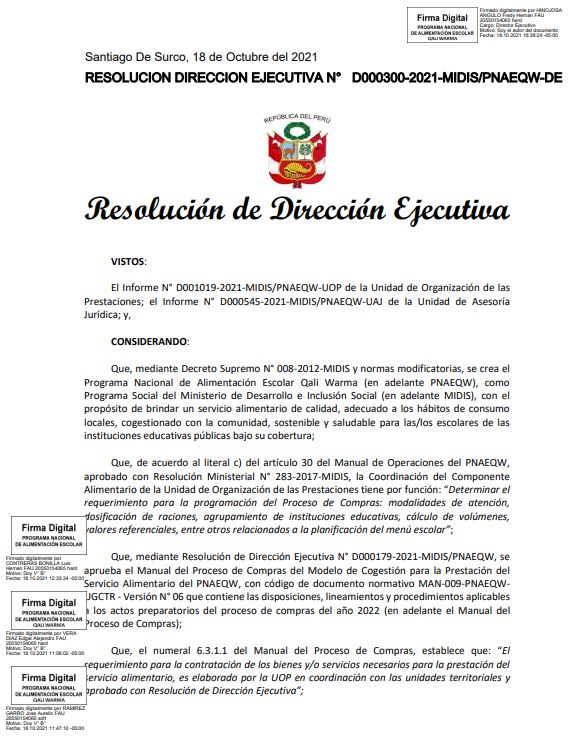 Firma Digital
PROGRAMA NACIONAL
DE ALIMENTACIÓN ESCOLAR
QALI WARMA
Firmado digitalmente por HINOJOSA
ANGULO Fredy Hernan FAU
20550154065 hard
Cargo: Director Ejecutivo
Motivo: Soy el autor del documento
Fecha: 18.10.2021 16:38:24 -05:00
Santiago De Surco, 18 de Octubre del 2021
RESOLUCION DIRECCION EJECUTIVA N° D000300-2021-MIDIS/PNAEQW-DE
REPÚBLICA DEL PERÚ
Resolución de Dirección Ejecutiva
VISTOS:
El Informe N° D001019-2021-MIDIS/PNAEQW-UOP de la Unidad de Organización de las
Prestaciones; el Informe N° D000545-2021-MIDIS/PNAEQW-UAJ de la Unidad de Asesoría
Jurídica; y,
CONSIDERANDO:
Que, mediante Decreto Supremo N° 008-2012-MIDIS y normas modificatorias, se crea el
Programa Nacional de Alimentación Escolar Qali Warma (en adelante PNAEQW), como
Programa Social del Ministerio de Desarrollo e Inclusión Social (en adelante MIDIS), con el
propósito de brindar un servicio alimentario de calidad, adecuado a los hábitos de consumo
locales, cogestionado con la comunidad, sostenible y saludable para las/los escolares de las
instituciones educativas públicas bajo su cobertura;
Que, de acuerdo al literal c) del artículo 30 del Manual de Operaciones del PNAEQW,
aprobado con Resolución Ministerial N° 283-2017-MIDIS, la Coordinación del Componente
Alimentario de la Unidad de Organización de las Prestaciones tiene por función: “Determinar el
requerimiento para la programación del Proceso de Compras: modalidades de atención,
dosificación de raciones, agrupamiento de instituciones educativas, cálculo de volúmenes,
valores referenciales, entre otros relacionados a la planificación del menú escolar”;
Que, mediante Resolución de Dirección Ejecutiva N° D000179-2021-MIDIS/PNAEQW, se
aprueba el Manual del Proceso de Compras del Modelo de Cogestión para la Prestación del
Servicio Alimentario del PNAEQW, con código de documento normativo MAN-009-PNAEQW-
UGCTR - Versión N° 06 que contiene las disposiciones, lineamientos y procedimientos aplicables
a los actos preparatorios del proceso de compras del año 2022 (en adelante el Manual del
Proceso de Compras);
Que, el numeral 6.3.1.1 del Manual del Proceso de Compras, establece que: “El
requerimiento para la contratación de los bienes y/o servicios necesarios para la prestación del
servicio alimentario, es elaborado por la UOP en coordinación con las unidades territoriales y
aprobado con Resolución de Dirección Ejecutiva”;
Firma Digital
PROGRAMA NACIONAL
DE ALIMENTACIÓN ESCOLAR
QALI WARMA
Firmado digitalmente por
CONTRERAS BONILLA Luis
Hernan FAU 20550154065 hard
Motivo: Doy V° B°
Fecha: 18.10.2021 12:33:24 -05:00
Firma Digital
PROGRAMA NACIONAL
DE ALIMENTACIÓN ESCOLAR
QALI WARMA
Firmado digitalmente por VERA
DIAZ Edgar Alejandro FAU
20550154065 hard
Motivo: Doy V° B°
Fecha: 18.10.2021 11:56:02 -05:00
Firma Digital
PROGRAMA NACIONAL
DE ALIMENTACIÓN ESCOLAR
QALI WARMA
Firmado digitalmente por RAMIREZ
GARRO Jose Aurelio FAU
20550154065 soft
Motivo: Doy V° B°
Fecha: 18.10.2021 11:47:10 -05:00